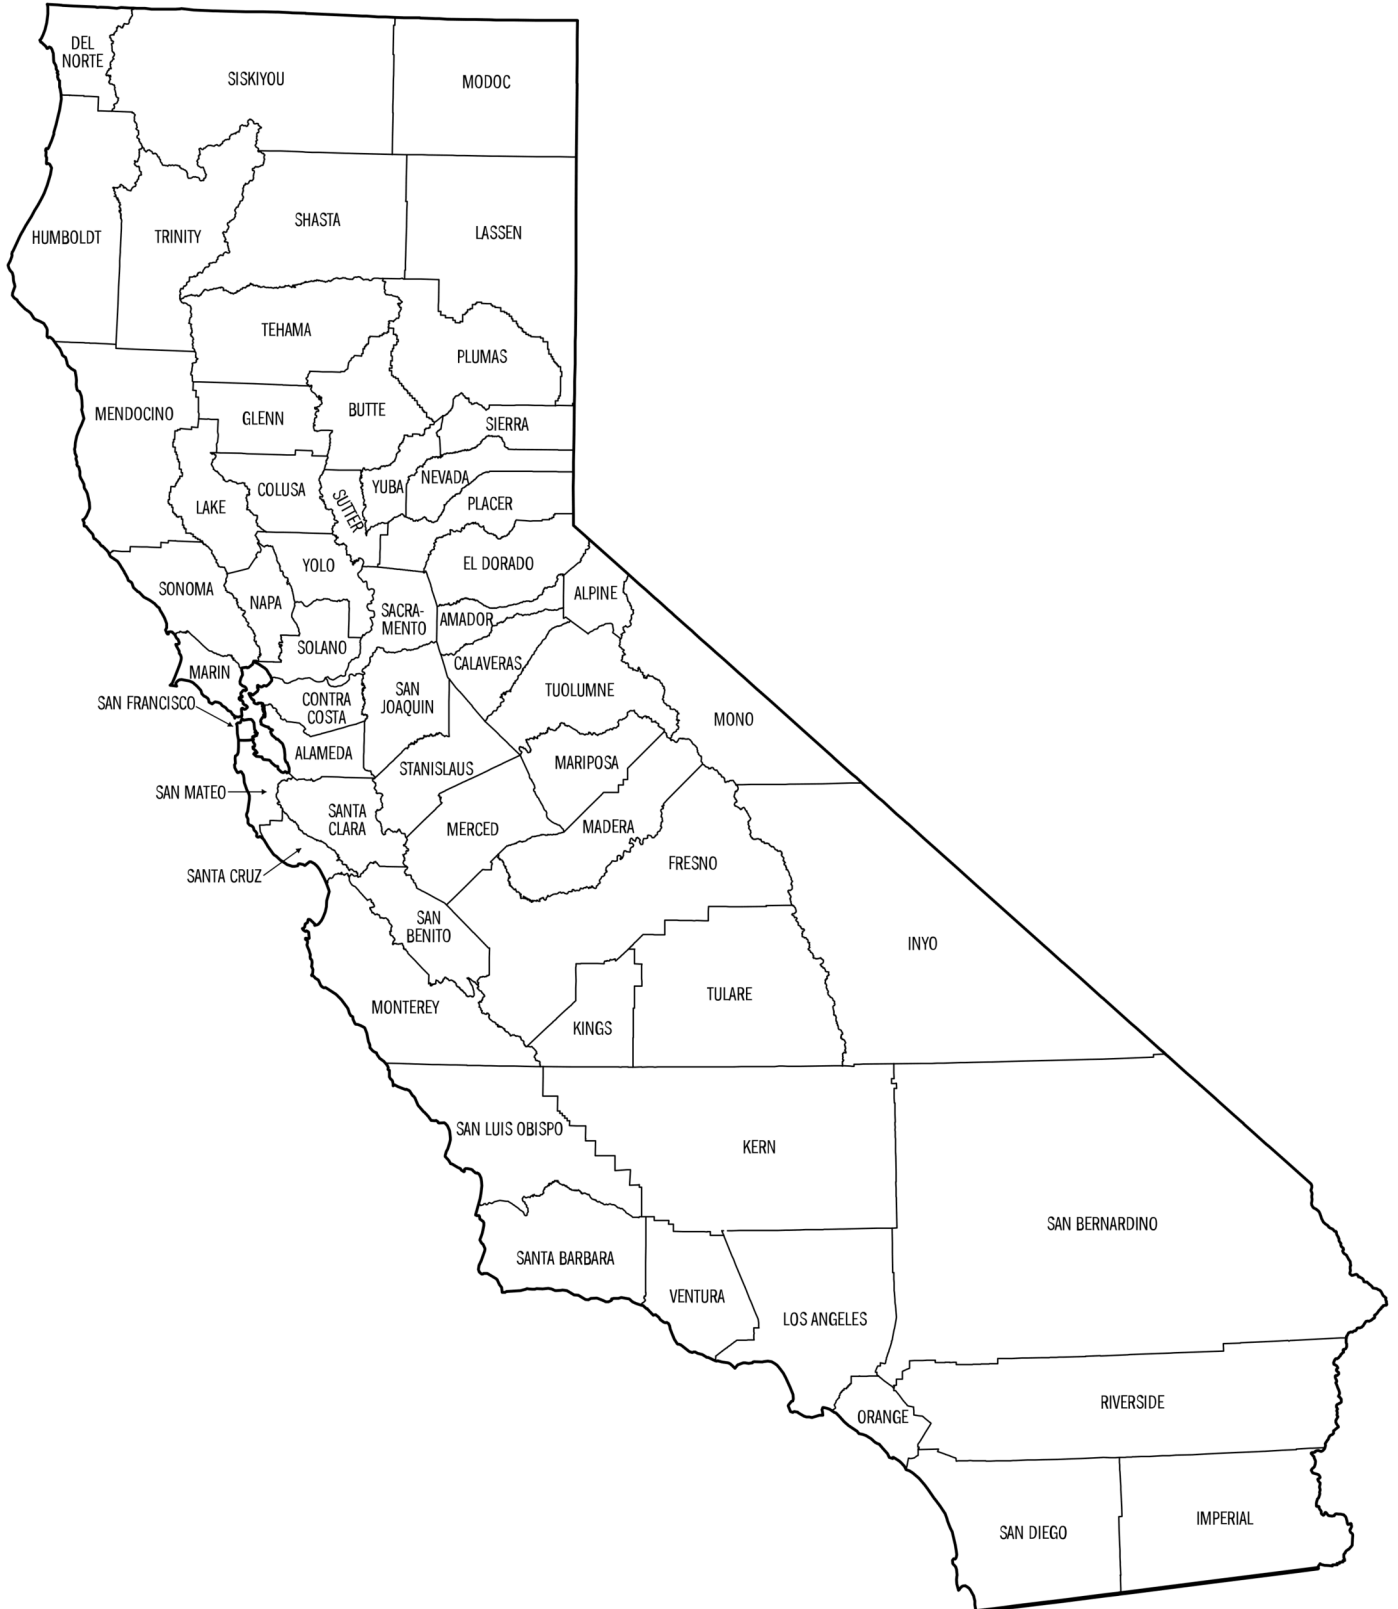 DEL
NORTE
SISKIYOU
MODOC
HUMBOLDT
TRINITY
SHASTA
LASSEN
TEHAMA
PLUMAS
MENDOCINO
GLENN
BUTTE
SIERRA
LAKE
COLUSA
SUTTER
YUBA
NEVADA
PLACER
SONOMA
NAPA
YOLO
EL DORADO
ALPINE
SACRA-
MENTO
AMADOR
SOLANO
MARIN
CALAVERAS
SAN FRANCISCO
CONTRA
COSTA
SAN
JOAQUIN
TUOLUMNE
MONO
ALAMEDA
STANISLAUS
MARIPOSA
SAN MATEO
SANTA
CLARA
MERCED
MADERA
SANTA CRUZ
FRESNO
SAN
BENITO
INYO
MONTEREY
KINGS
TULARE
SAN LUIS OBISPO
KERN
SAN BERNARDINO
SANTA BARBARA
VENTURA
LOS ANGELES
ORANGE
RIVERSIDE
SAN DIEGO
IMPERIAL